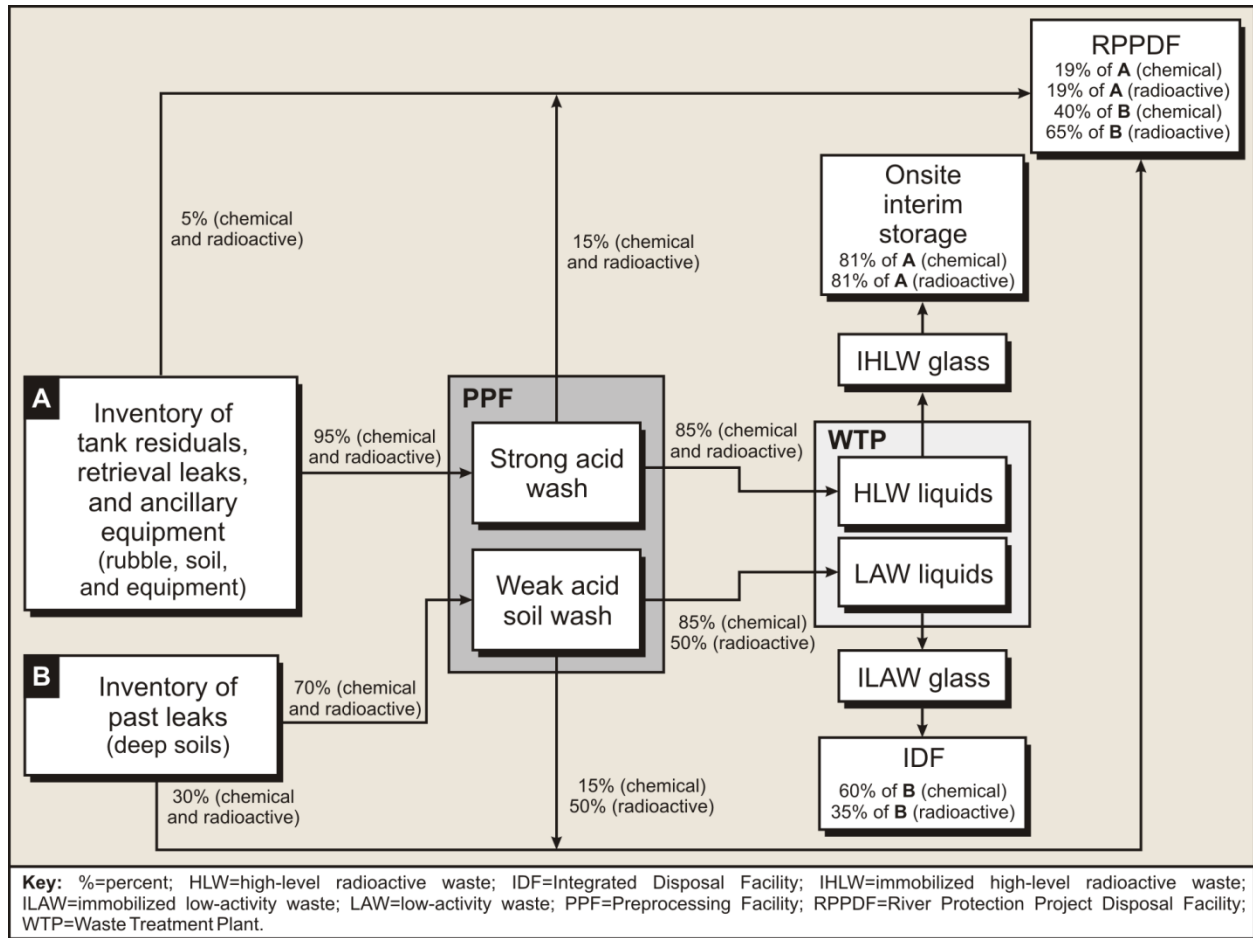 RPPDF
19% of A (chemical)
19% of A (radioactive)
40% of B (chemical)
65% of B (radioactive)
Onsite
interim
storage
81% of A (chemical)
81% of A (radioactive)
5% (chemical
and radioactive)
15% (chemical
and radioactive)
IHLW glass
A
Inventory of
tank residuals,
retrieval leaks,
and ancillary
equipment
(rubble, soil,
and equipment)
95% (chemical
and radioactive)
PPF
Strong acid
wash
85% (chemical
and radioactive)
WTP
HLW liquids
Weak acid
soil wash
LAW liquids
85% (chemical)
50% (radioactive)
B
Inventory of
past leaks
(deep soils)
70% (chemical
and radioactive)
ILAW glass
IDF
60% of B (chemical)
35% of B (radioactive)
30% (chemical
and radioactive)
15% (chemical)
50% (radioactive)
Key: %=percent; HLW=high-level radioactive waste; IDF=Integrated Disposal Facility; IHLW=immobilized high-level radioactive waste;
ILAW=immobilized low-activity waste; LAW=low-activity waste; PPF=Preprocessing Facility; RPPDF=River Protection Project Disposal Facility;
WTP=Waste Treatment Plant.